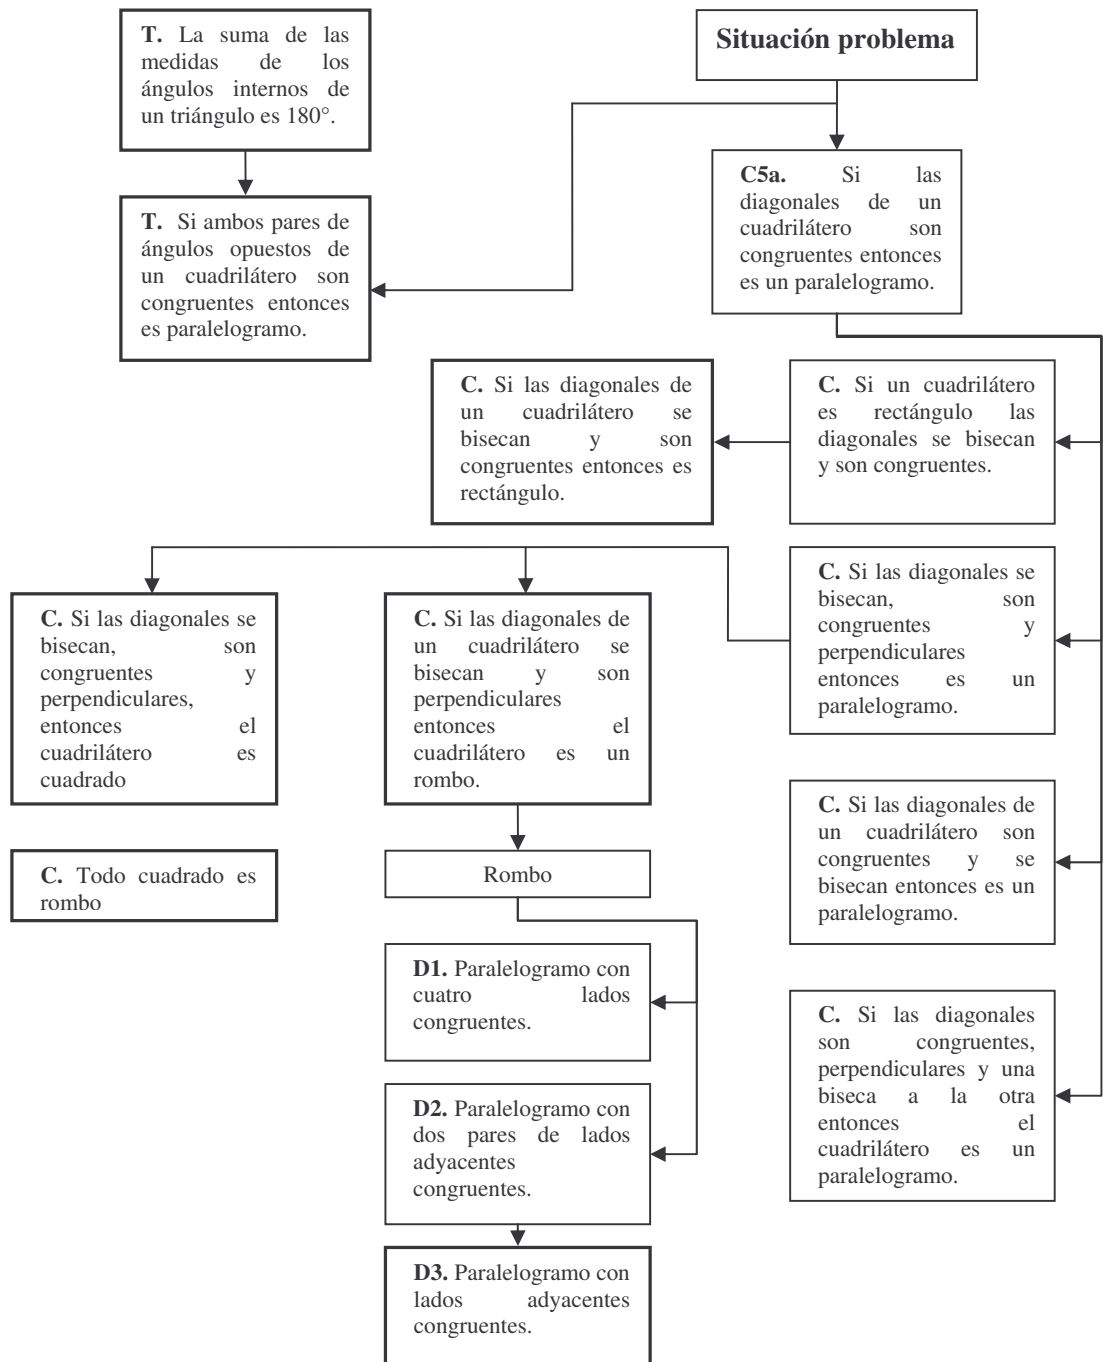 T. La suma de las
medidas de los
ángulos internos de
un triángulo es 180°.
Situación problema
T. Si ambos pares de
ángulos opuestos de
un cuadrilátero son
congruentes entonces
es paralelogramo.
C5a. Si las
diagonales de un
cuadrilátero son
congruentes entonces
es un paralelogramo.
C. Si las diagonales de
un cuadrilátero se
bisecan y son
congruentes entonces es
rectángulo.
C. Si un cuadrilátero
es rectángulo las
diagonales se bisecan
y son congruentes.
C. Si las diagonales se
bisecan, son
congruentes y
perpendiculares,
entonces el
cuadrilátero es
cuadrado
C. Si las diagonales de
un cuadrilátero se
bisecan y son
perpendiculares
entonces el
cuadrilátero es un
rombo.
C. Si las diagonales se
bisecan, son
congruentes y
perpendiculares
entonces es un
paralelogramo.
C. Todo cuadrado es
rombo
Rombo
C. Si las diagonales de
un cuadrilátero son
congruentes y se
bisecan entonces es un
paralelogramo.
D1. Paralelogramo con
cuatro lados
congruentes.
C. Si las diagonales
son congruentes,
perpendiculares y una
biseca a la otra
entonces el
cuadrilátero es un
paralelogramo.
D2. Paralelogramo con
dos pares de lados
adyacentes
congruentes.
D3. Paralelogramo con
lados adyacentes
congruentes.